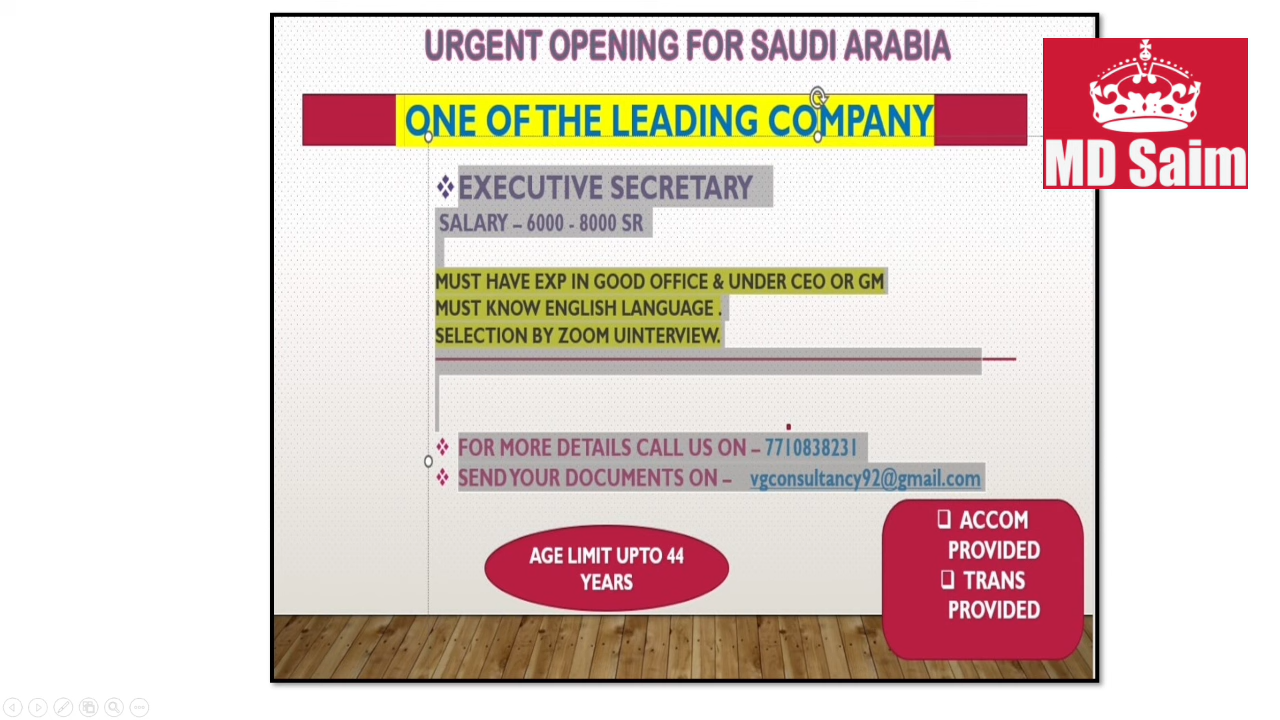 URGENT OPENING FOR SAUDI ARABIA
ONE OF THE LEADING COMPANY
MD Saim
❖ EXECUTIVE SECRETARY
SALARY – 6000 - 8000 SR
MUST HAVE EXP IN GOOD OFFICE & UNDER CEO OR GM
MUST KNOW ENGLISH LANGUAGE .
SELECTION BY ZOOM UINTERVIEW.
❖ FOR MORE DETAILS CALL US ON – 7710838231
❖ SEND YOUR DOCUMENTS ON – vgconsultancy92@gmail.com
AGE LIMIT UPTO 44
YEARS
❑ ACCOM
PROVIDED
❑ TRANS
PROVIDED